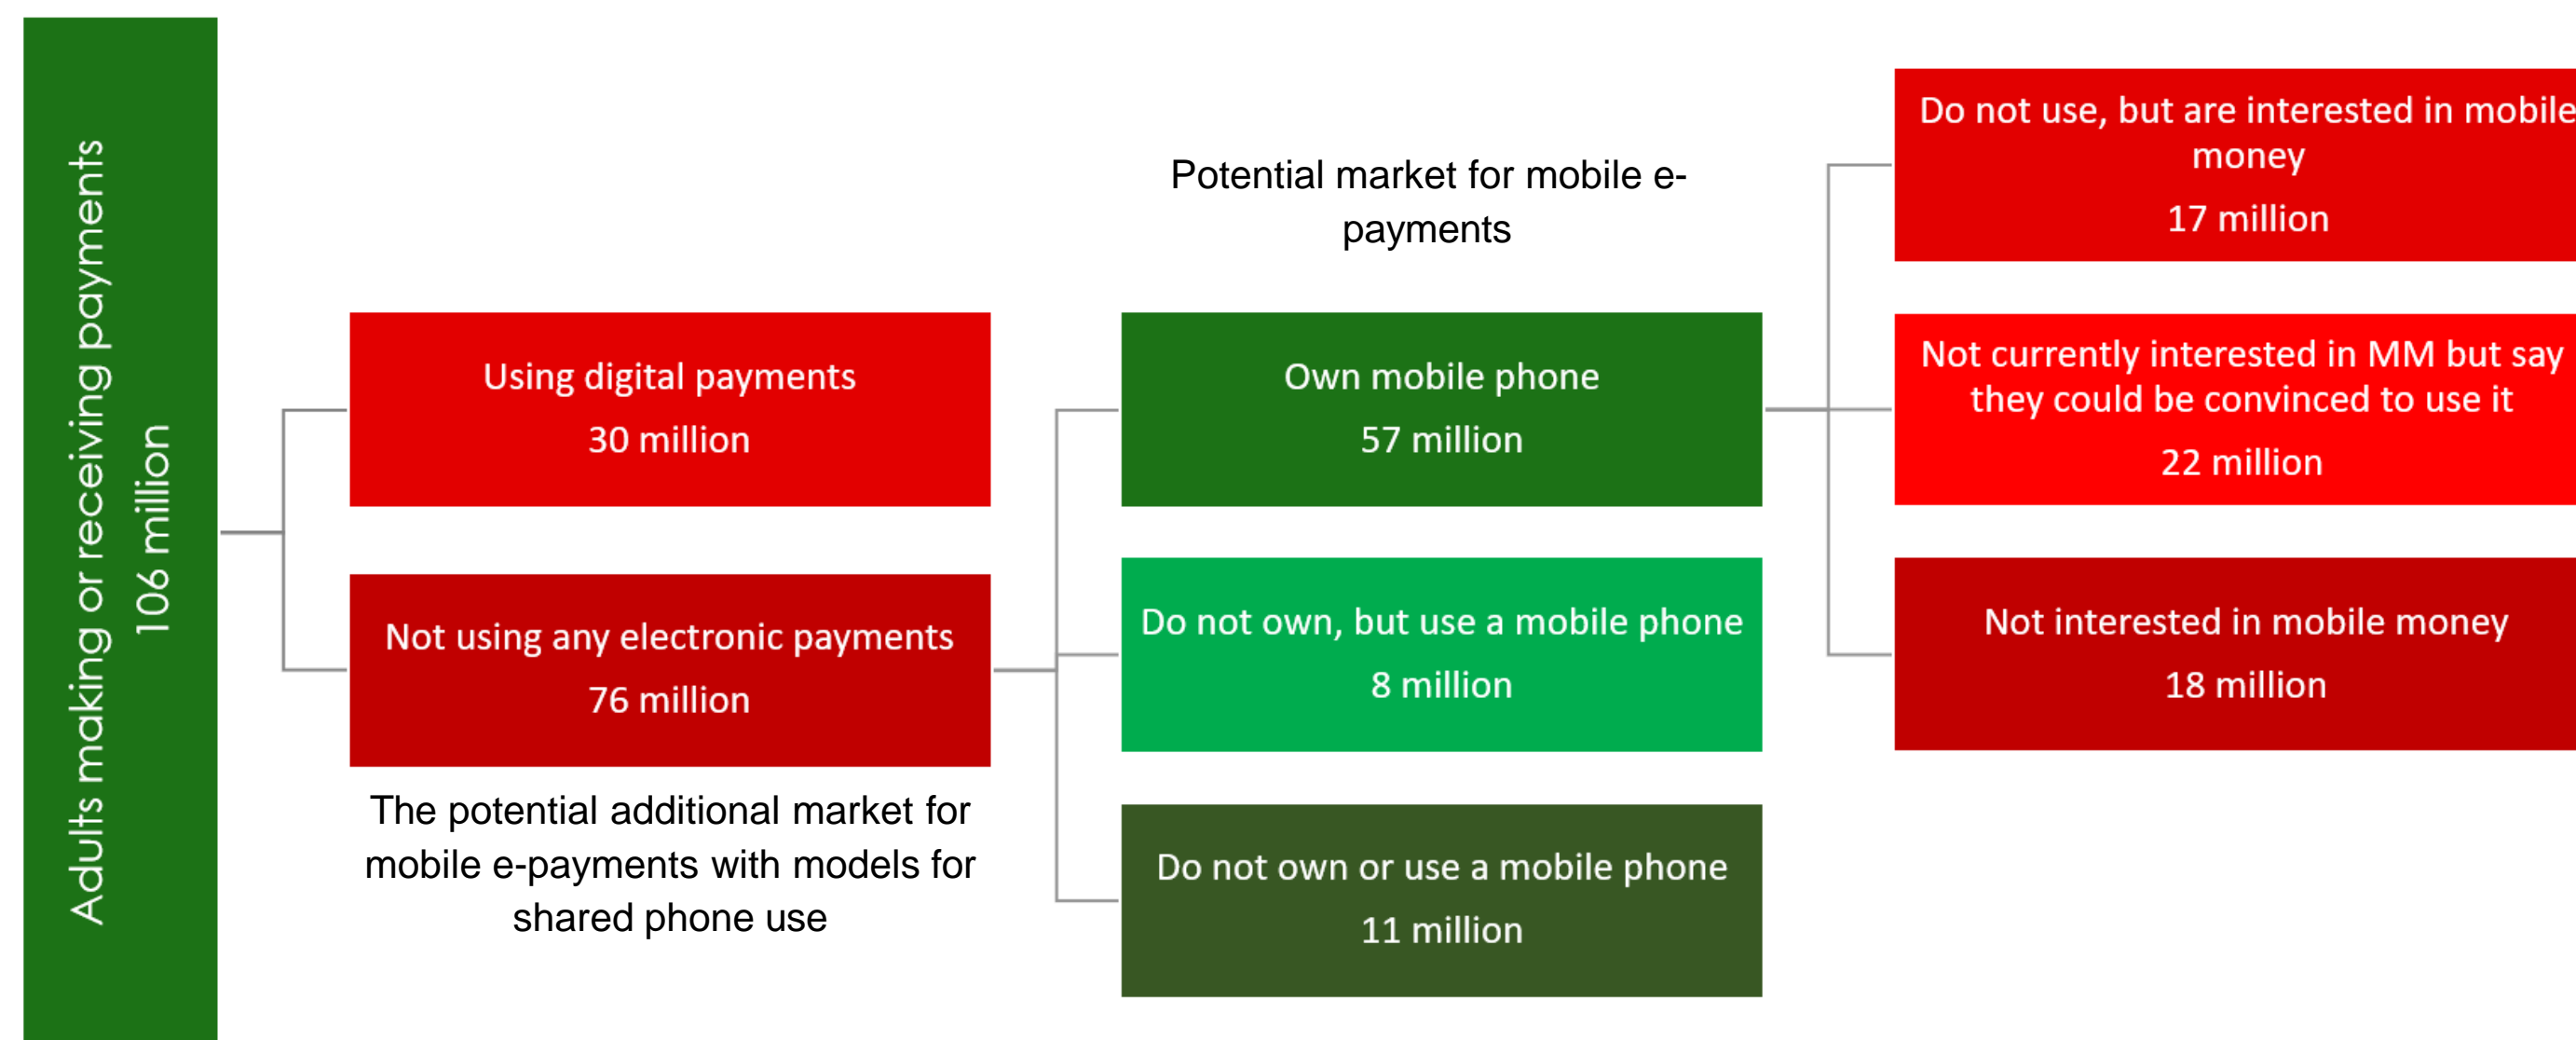 Adults making or receiving payments
106 million
Using digital payments
30 million
Not using any electronic payments
76 million
The potential additional market for
mobile e-payments with models for
shared phone use
Potential market for mobile e-
payments
Own mobile phone
57 million
Do not own, but use a mobile phone
8 million
Do not own or use a mobile phone
11 million
Do not use, but are interested in mobile
money
17 million
Not currently interested in MM but say
they could be convinced to use it
22 million
Not interested in mobile money
18 million